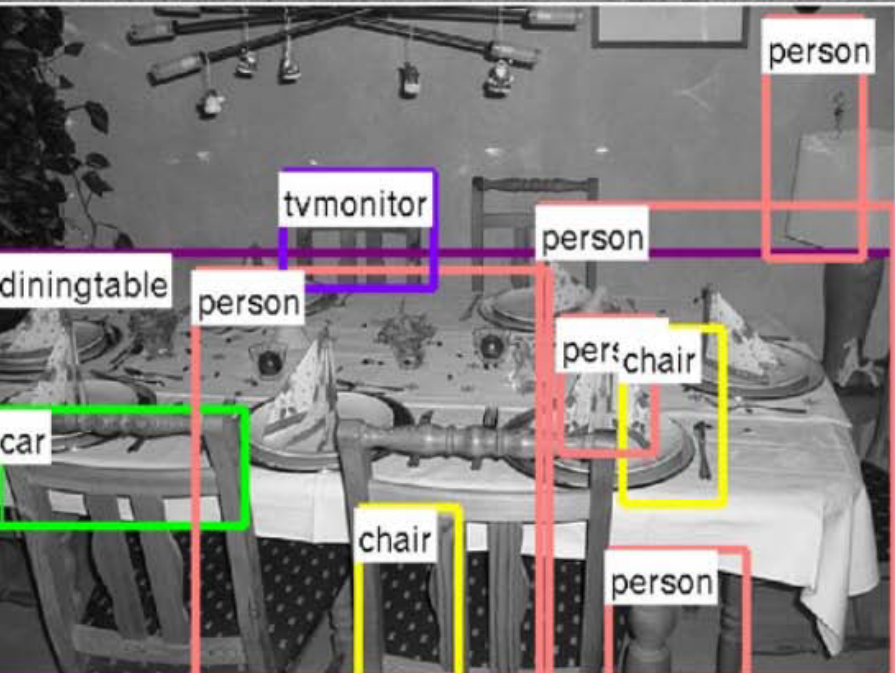 person
tvmonitor
person
diningtable
person
pers
chair
car
chair
person